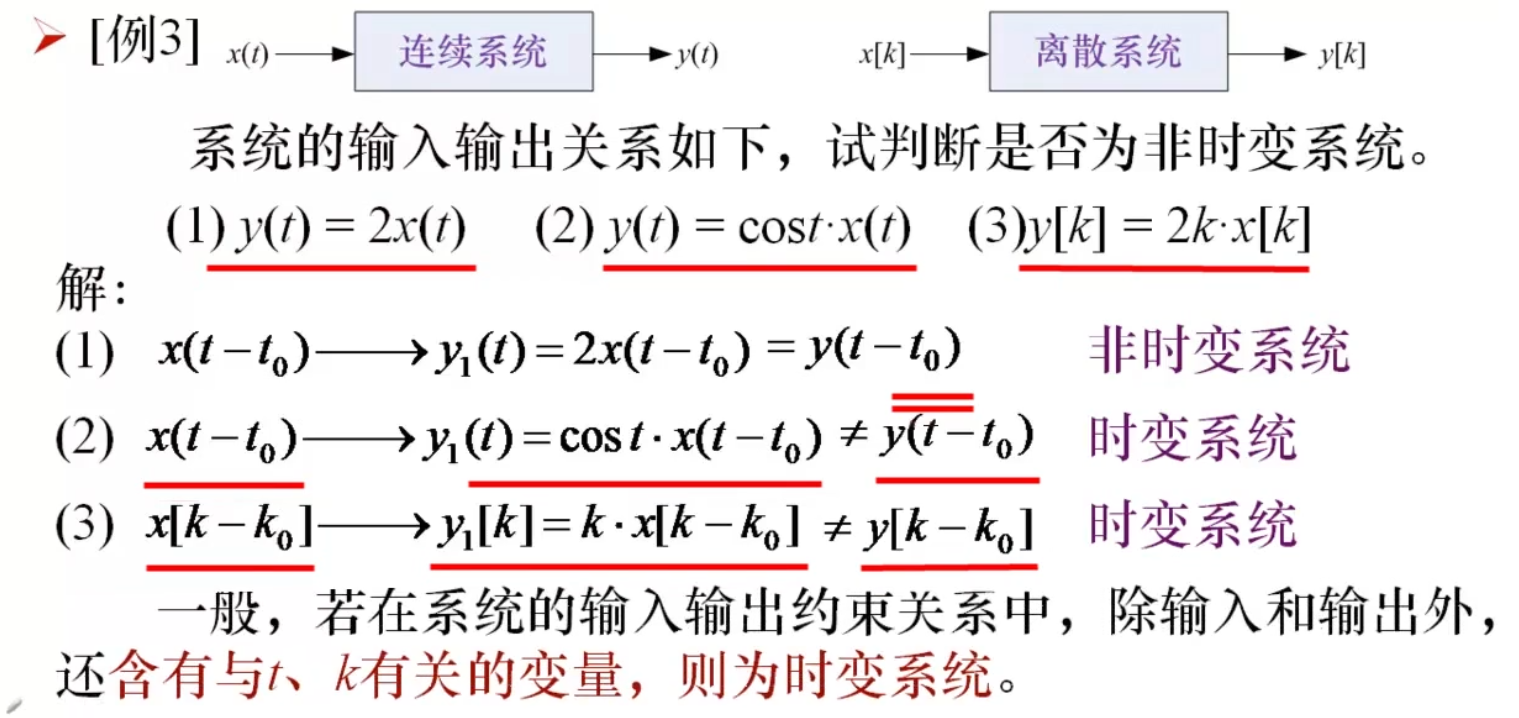 [例3] x(t) 连续系统 y(t) x[k] 离散系统 y[k]
系统的输入输出关系如下，试判断是否为非时变系统。
(1) y(t) = 2x(t) (2) y(t) = cost·x(t) (3)y[k] = 2k·x[k]
解：
(1) x(t－t₀)⟶y₁(t)＝2x(t－t₀) = y(t－t₀) 非时变系统
(2) x(t－t₀)⟶y₁(t)＝cos t·x(t－t₀) ≠ y(t－t₀) 时变系统
(3) x[k－k₀]⟶y₁[k]＝k·x[k－k₀] ≠ y[k－k₀] 时变系统
一般，若在系统的输入输出约束关系中，除输入和输出外，
还含有与t、k有关的变量，则为时变系统。